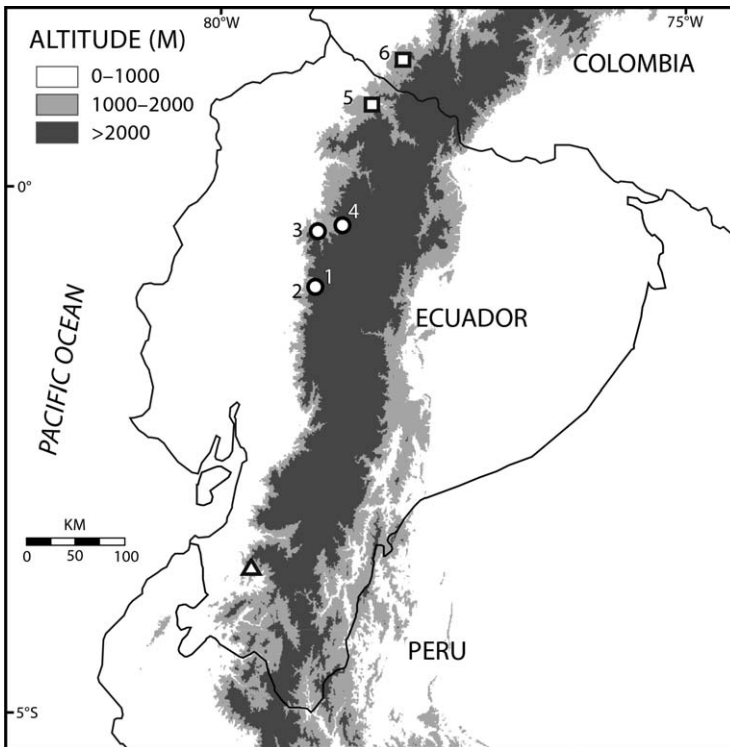 80°W
75°W
ALTITUDE (M)
0–1000
1000–2000
>2000
6
COLOMBIA
5
0°
4
3
1
2
ECUADOR
PACIFIC OCEAN
KM
0 50 100
PERU
5°S